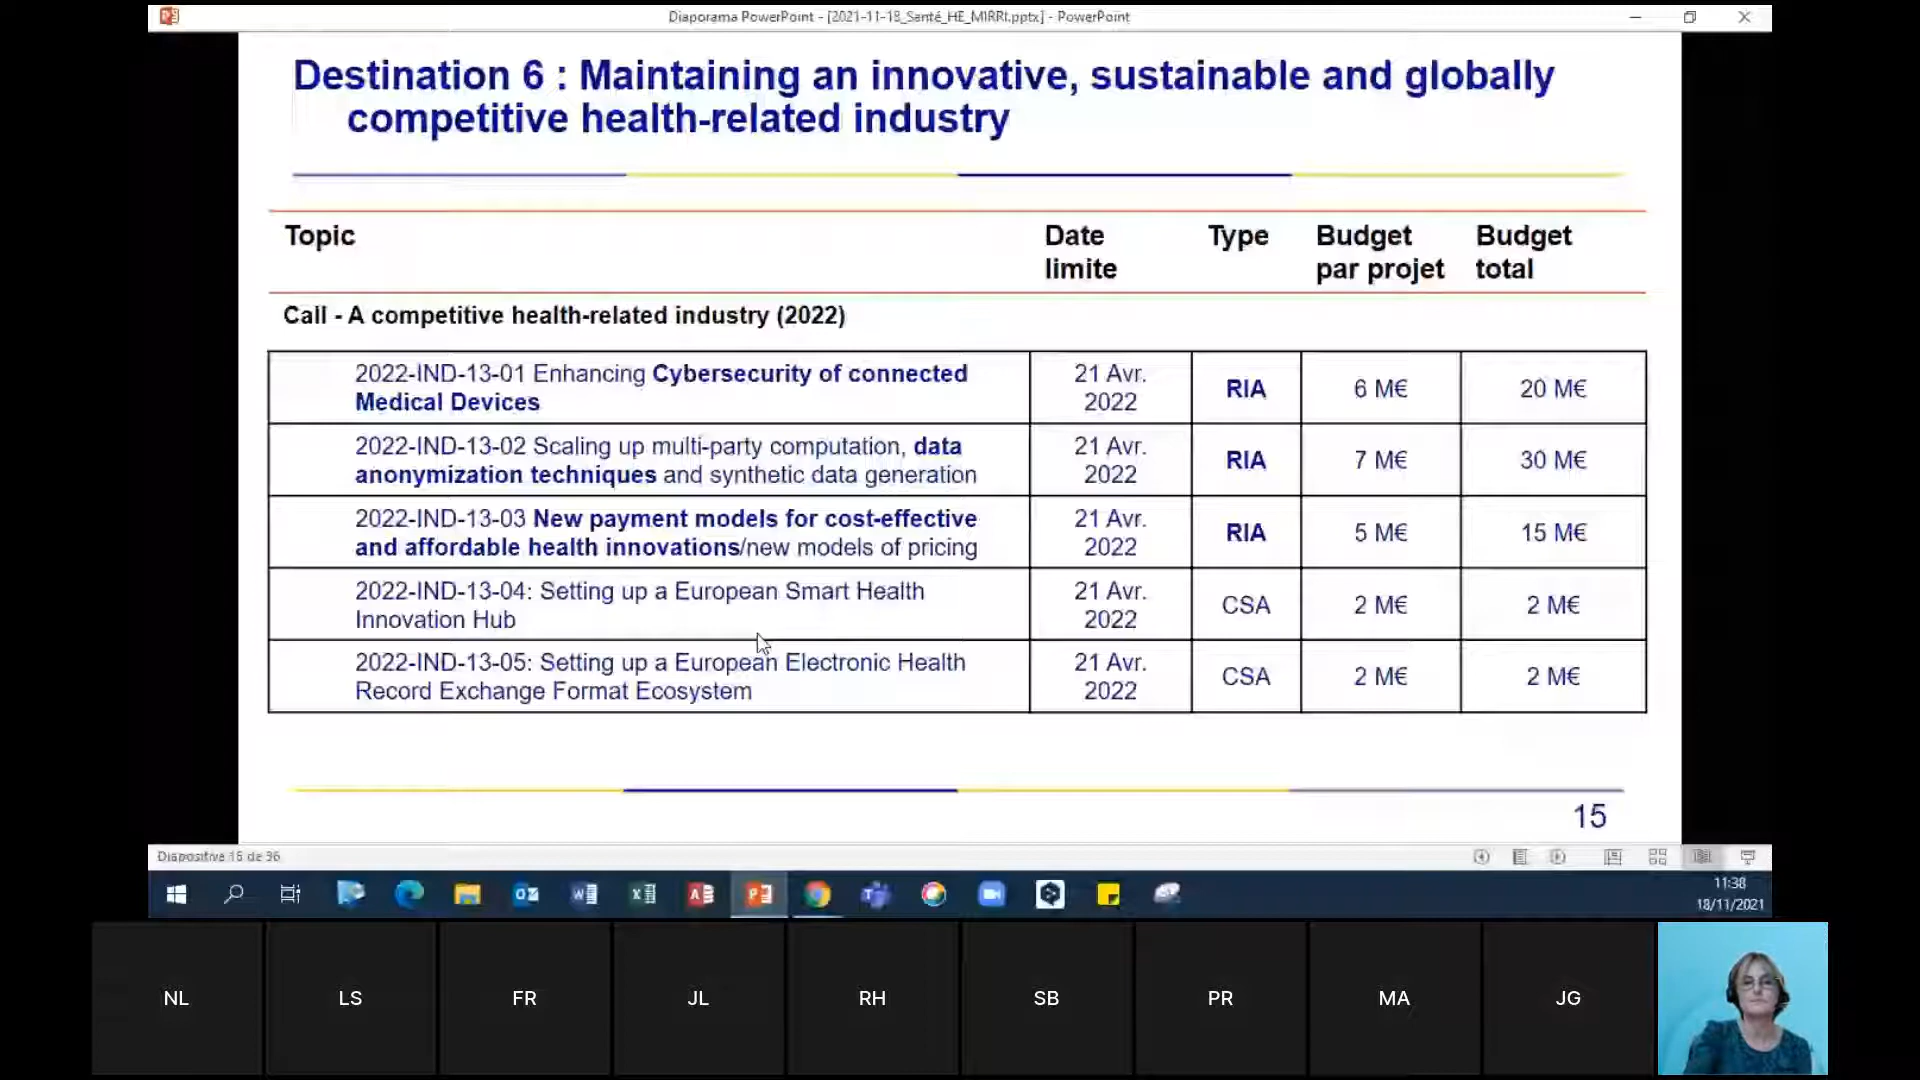 Diaporama PowerPoint - [2021-11-18_Santé_HE_MIRRI.pptx] - PowerPoint
Destination 6 : Maintaining an innovative, sustainable and globally
competitive health-related industry
Topic
Date
limite
Type
Budget
par projet
Budget
total
Call - A competitive health-related industry (2022)
2022-IND-13-01 Enhancing Cybersecurity of connected
Medical Devices
21 Avr.
2022
RIA
6 M€
20 M€
2022-IND-13-02 Scaling up multi-party computation, data
anonymization techniques and synthetic data generation
21 Avr.
2022
RIA
7 M€
30 M€
2022-IND-13-03 New payment models for cost-effective
and affordable health innovations/new models of pricing
21 Avr.
2022
RIA
5 M€
15 M€
2022-IND-13-04: Setting up a European Smart Health
Innovation Hub
21 Avr.
2022
CSA
2 M€
2 M€
2022-IND-13-05: Setting up a European Electronic Health
Record Exchange Format Ecosystem
21 Avr.
2022
CSA
2 M€
2 M€
15
Diapositive 15 de 36
11:38
18/11/2021
NL
LS
FR
JL
RH
SB
PR
MA
JG